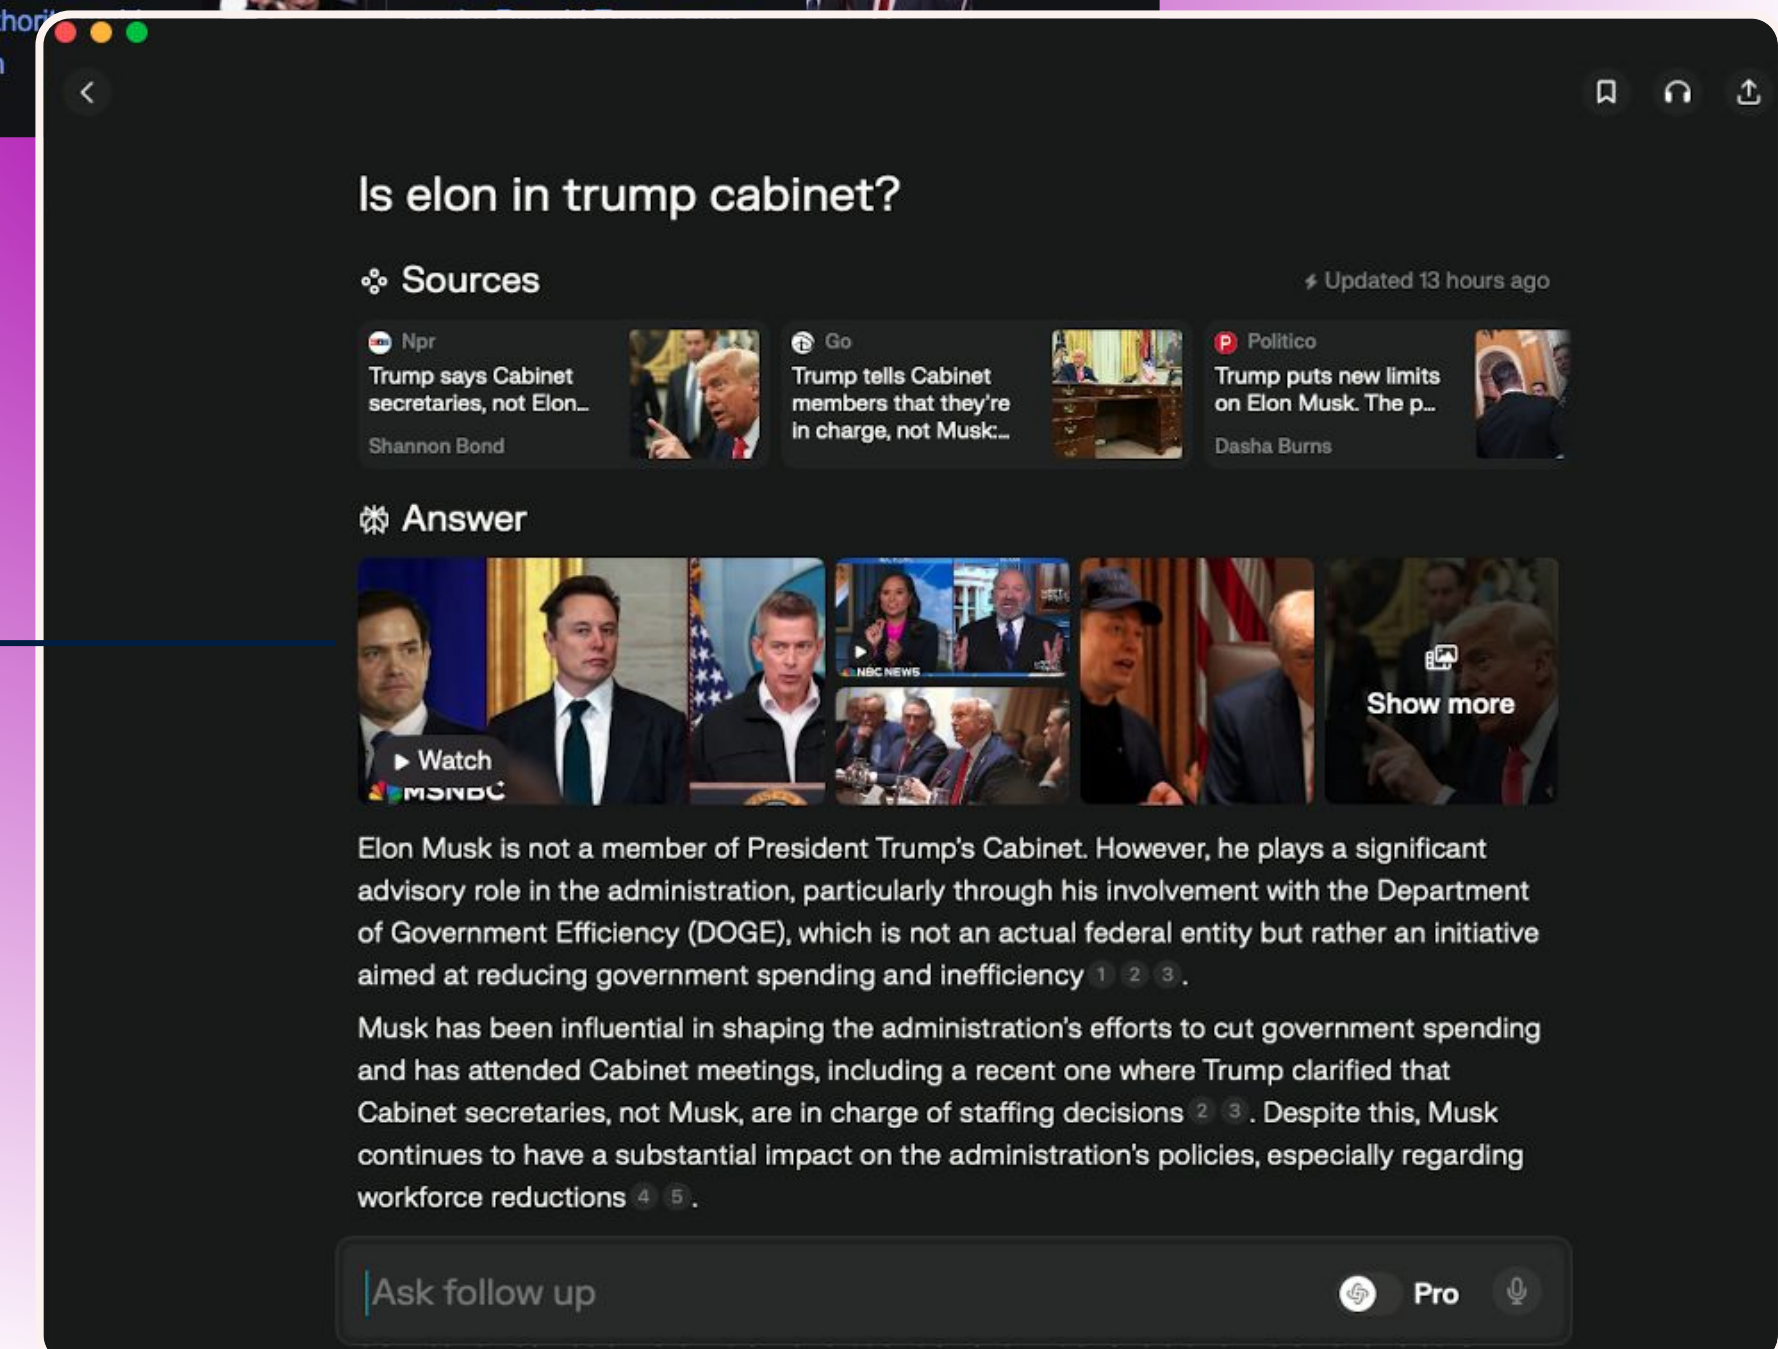 Is elon in trump cabinet?
Sources
Updated 13 hours ago
Npr
Trump says Cabinet
secretaries, not Elon...
Shannon Bond
Go
Trump tells Cabinet
members that they're
in charge, not Musk:...
Politico
Trump puts new limits
on Elon Musk. The p...
Dasha Burns
Answer
Watch
MSNBC
NBC NEWS
Show more
Elon Musk is not a member of President Trump's Cabinet. However, he plays a significant
advisory role in the administration, particularly through his involvement with the Department
of Government Efficiency (DOGE), which is not an actual federal entity but rather an initiative
aimed at reducing government spending and inefficiency 1 2 3 .
Musk has been influential in shaping the administration's efforts to cut government spending
and has attended Cabinet meetings, including a recent one where Trump clarified that
Cabinet secretaries, not Musk, are in charge of staffing decisions 2 3 . Despite this, Musk
continues to have a substantial impact on the administration's policies, especially regarding
workforce reductions 4 5 .
Ask follow up
Pro